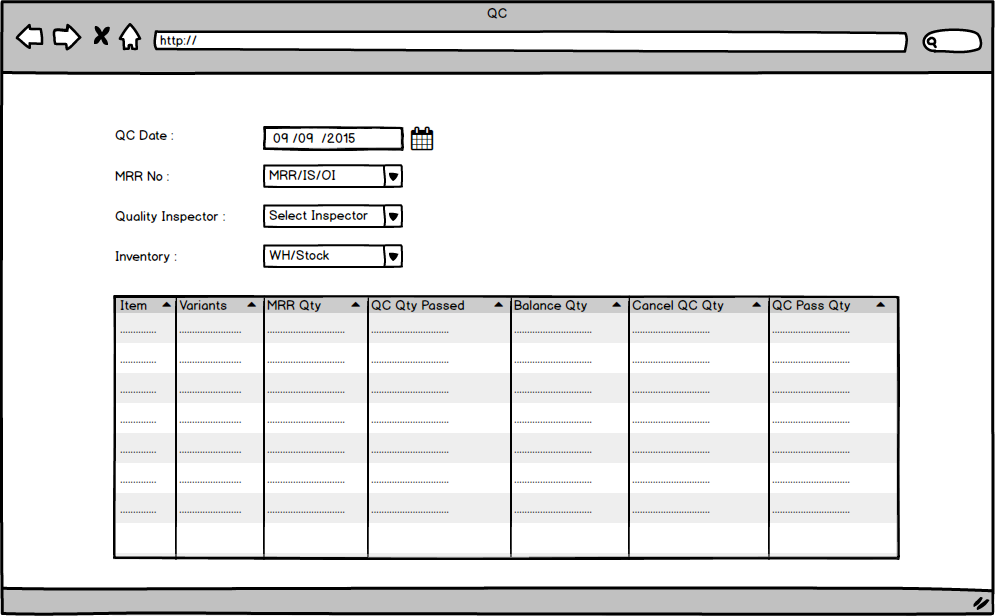 QC
http://
QC Date :
09 /09 /2015
MRR No :
MRR/IS/OI
Quality Inspector :
Select Inspector
Inventory :
WH/Stock
Item Variants MRR Qty QC Qty Passed Balance Qty Cancel QC Qty QC Pass Qty
.............. ........................ .............................. .............................. .............................. .............................. ..............................
.............. ........................ .............................. .............................. .............................. .............................. ..............................
.............. ........................ .............................. .............................. .............................. .............................. ..............................
.............. ........................ .............................. .............................. .............................. .............................. ..............................
.............. ........................ .............................. .............................. .............................. .............................. ..............................
.............. ........................ .............................. .............................. .............................. .............................. ..............................
.............. ........................ .............................. .............................. .............................. .............................. ..............................